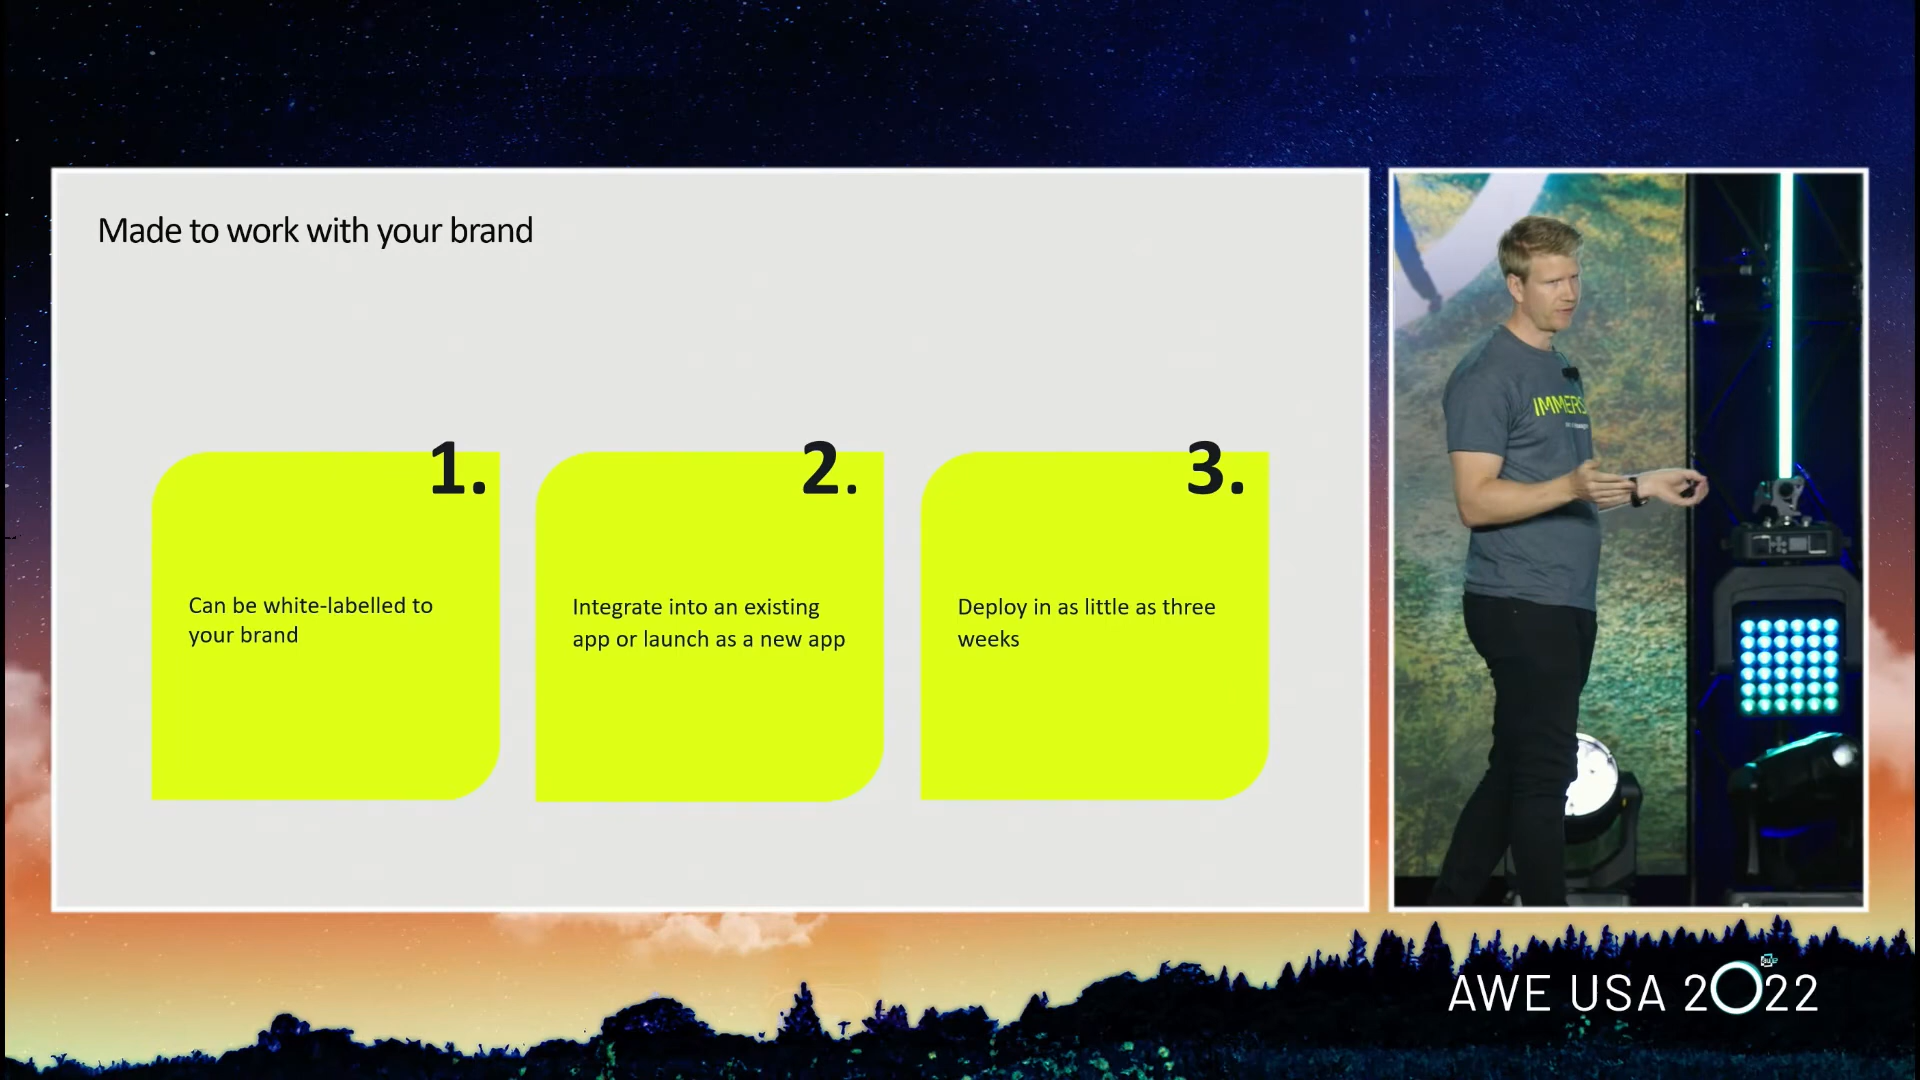 Made to work with your brand
1.
Can be white-labelled to
your brand
2.
Integrate into an existing
app or launch as a new app
3.
Deploy in as little as three
weeks
IMMERS
AWE USA 2022